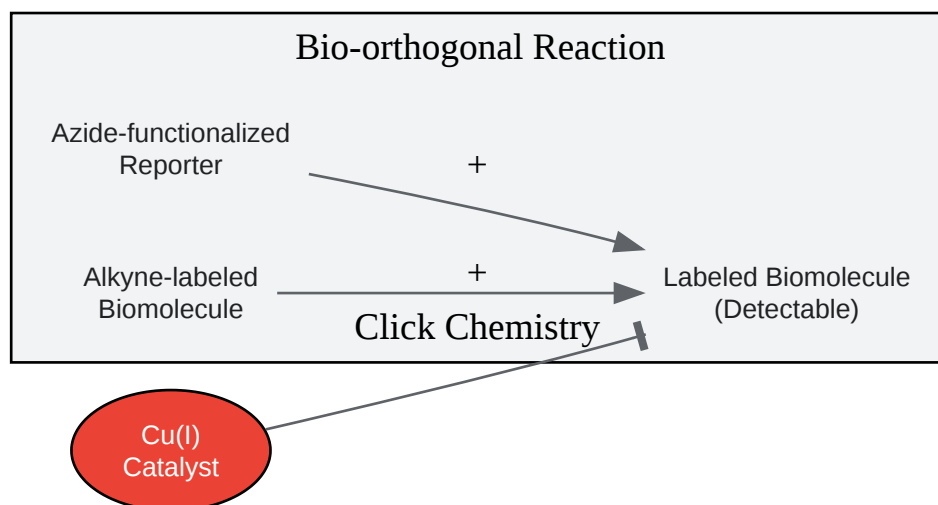 Bio-orthogonal Reaction
Azide-functionalized
Reporter
+
Alkyne-labeled
Biomolecule
+
Labeled Biomolecule
(Detectable)
Click Chemistry
Cu(I)
Catalyst